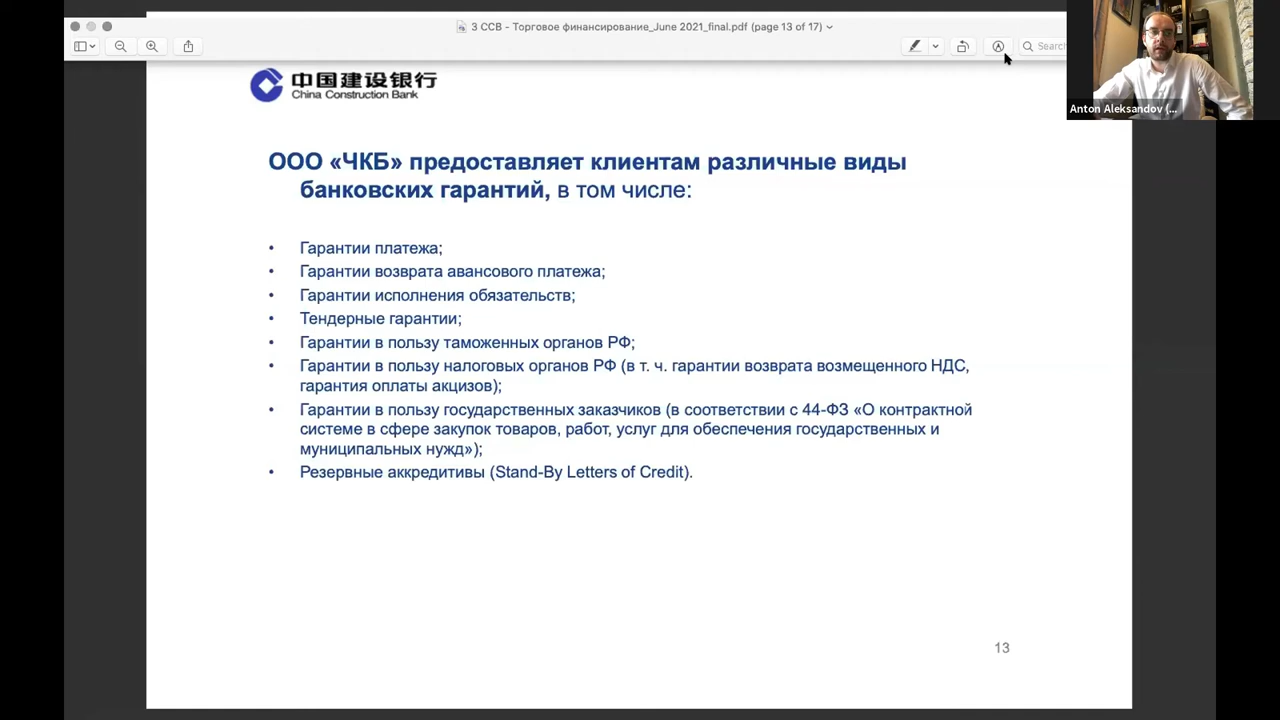 3 CCB - Торговое финансирование_June 2021_final.pdf (page 13 of 17)
Search
Anton Aleksandov (...
中国建设银行
China Construction Bank
ООО «ЧКБ» предоставляет клиентам различные виды
банковских гарантий, в том числе:
• Гарантии платежа;
• Гарантии возврата авансового платежа;
• Гарантии исполнения обязательств;
• Тендерные гарантии;
• Гарантии в пользу таможенных органов РФ;
• Гарантии в пользу налоговых органов РФ (в т. ч. гарантии возврата возмещенного НДС,
гарантия оплаты акцизов);
• Гарантии в пользу государственных заказчиков (в соответствии с 44-ФЗ «О контрактной
системе в сфере закупок товаров, работ, услуг для обеспечения государственных и
муниципальных нужд»);
• Резервные аккредитивы (Stand-By Letters of Credit).
13